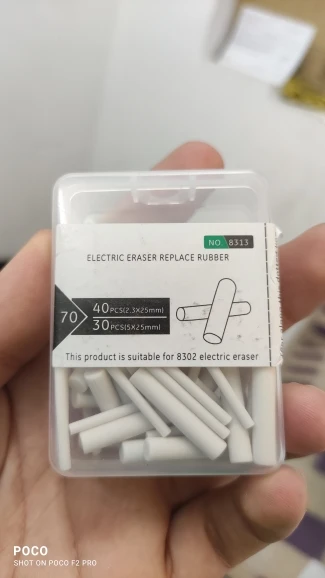 NO 8313
ELECTRIC ERASER REPLACE RUBBER
70
40PCS(2.3X25mm)
30PCS(5X25mm)
This product is suitable for 8302 electric eraser
POCO
SHOT ON POCO F2 PRO